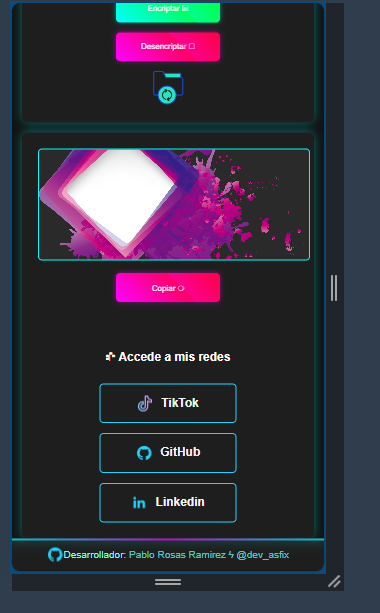 Encriptar
Desencriptar
Copiar
Accede a mis redes
TikTok
GitHub
Linkedin
Desarrollador: Pablo Rosas Ramirez ϟ @dev_asfix